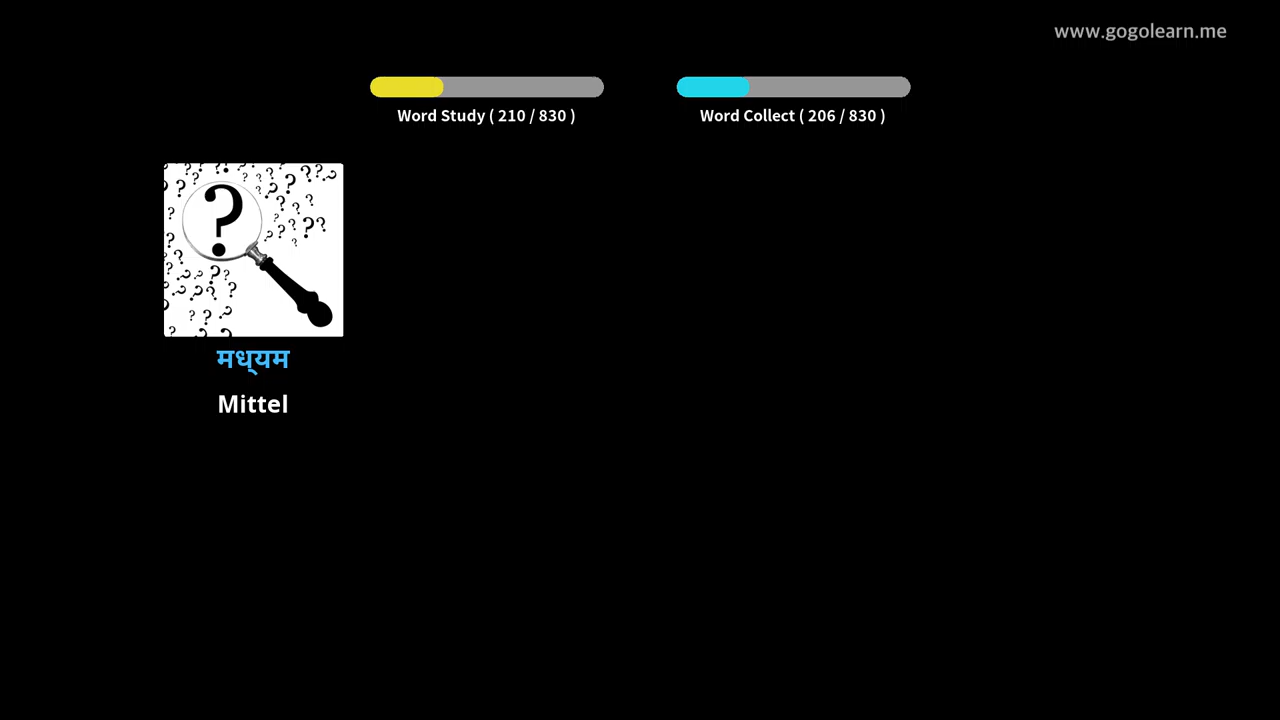 www.gogolearn.me
Word Study ( 210 / 830 )
Word Collect ( 206 / 830 )
?
मध्यम
Mittel